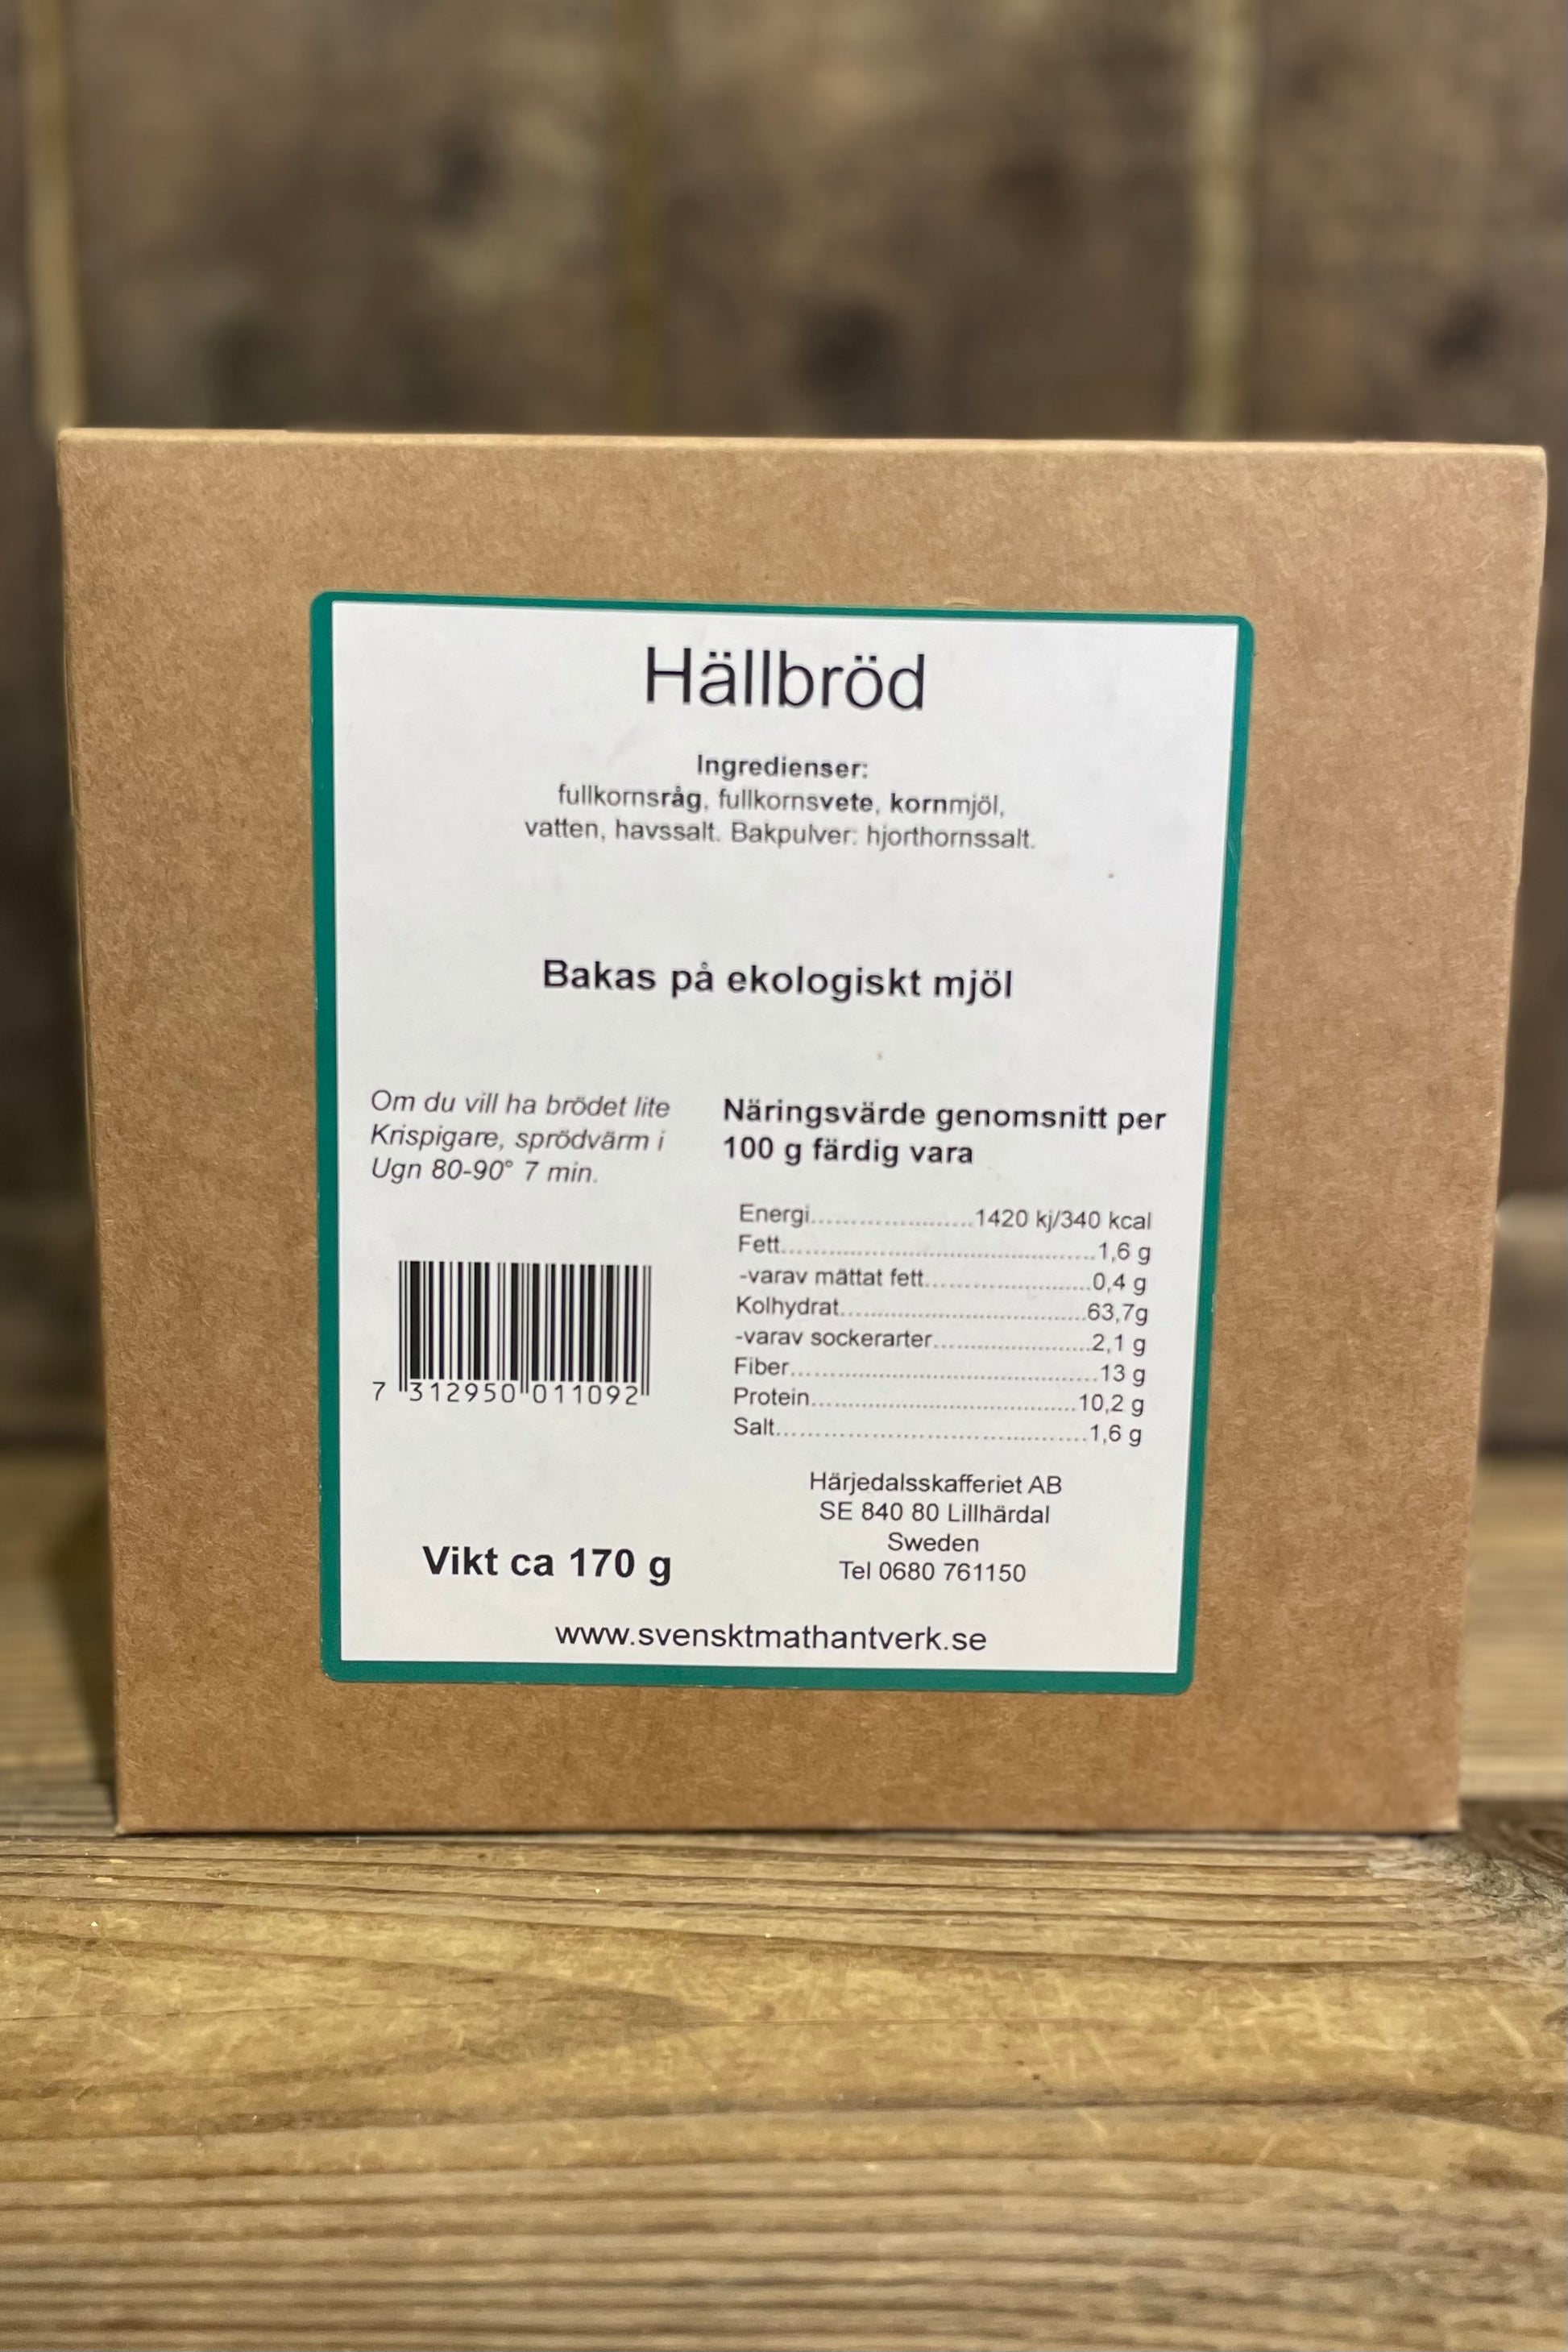 Hällbröd
Ingredienser:
fullkornsråg, fullkornsvete, kornmjöl,
vatten, havssalt. Bakpulver: hjorthornssalt.
Bakas på ekologiskt mjöl
Om du vill ha brödet lite
Krispigare, sprödvärm i
Ugn 80-90° 7 min.
7 312950 011092
Vikt ca 170 g
Näringsvärde genomsnitt per
100 g färdig vara
Energi........................1420 kj/340 kcal
Fett...............................................1,6 g
-varav mättat fett.........................0,4 g
Kolhydrat.....................................63,7g
-varav sockerarter........................2,1 g
Fiber..............................................13 g
Protein........................................10,2 g
Salt...............................................1,6 g
Härjedalsskafferiet AB
SE 840 80 Lillhärdal
Sweden
Tel 0680 761150
www.svensktmathantverk.se